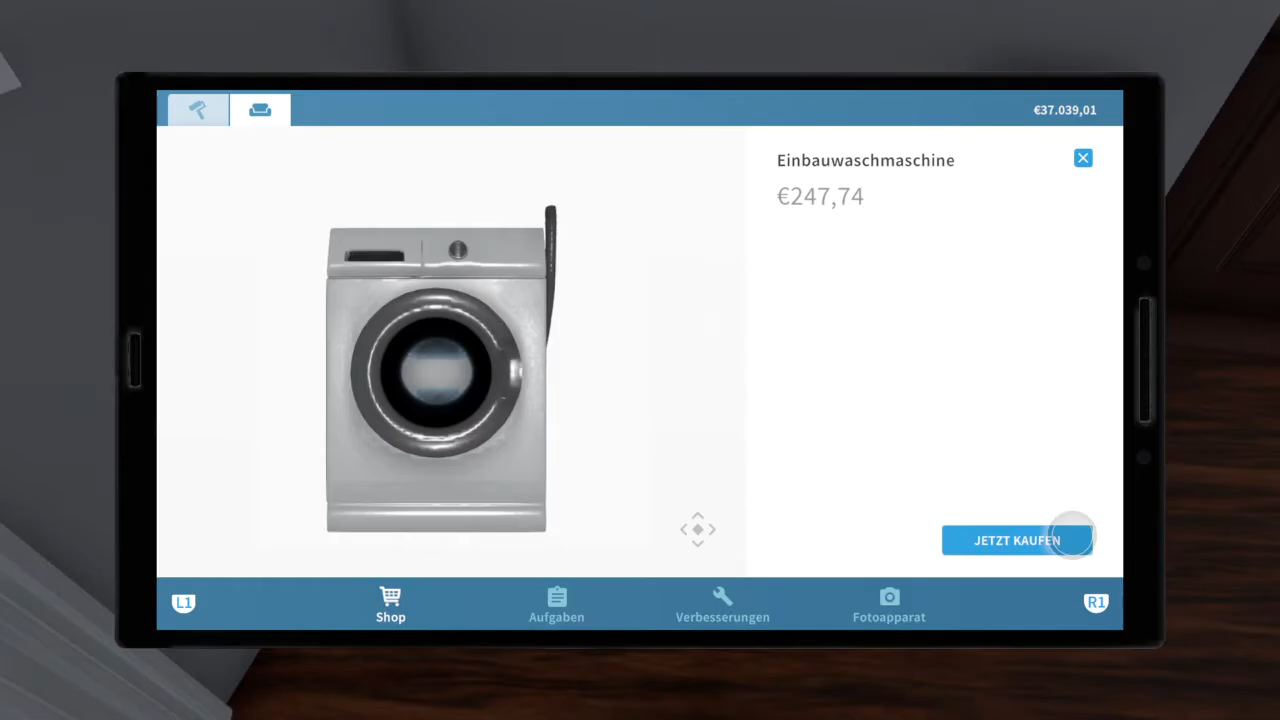 €37.039,01
Einbauwaschmaschine
€247,74
JETZT KAUFEN
L1
Shop
Aufgaben
Verbesserungen
Fotoapparat
R1